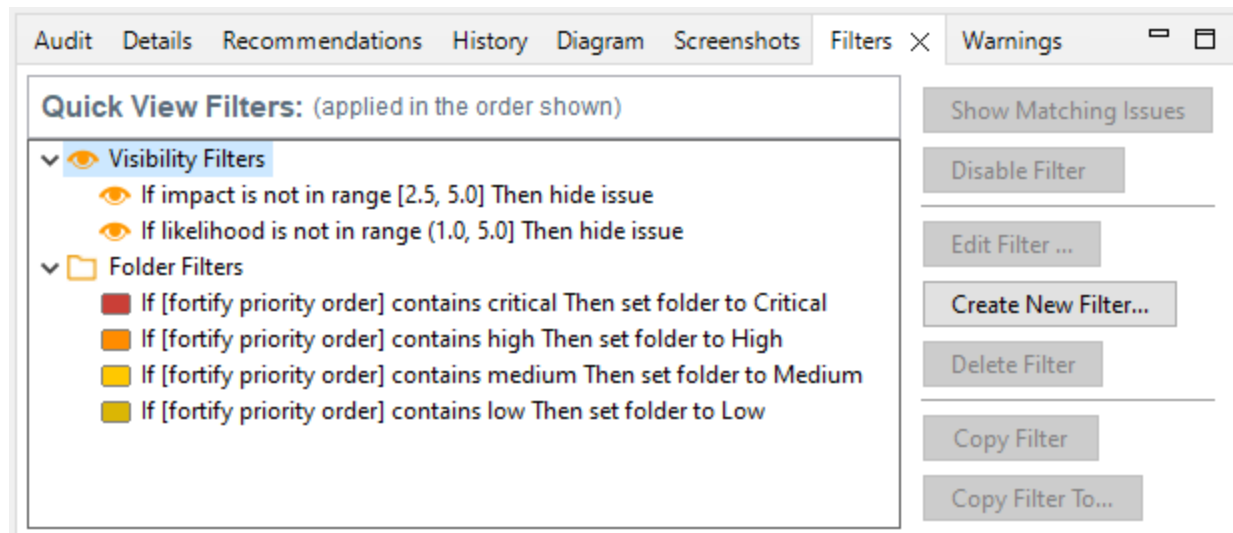 Audit Details Recommendations History Diagram Screenshots Filters Warnings
Quick View Filters: (applied in the order shown)
Visibility Filters
If impact is not in range [2.5, 5.0] Then hide issue
If likelihood is not in range (1.0, 5.0] Then hide issue
Folder Filters
If [fortify priority order] contains critical Then set folder to Critical
If [fortify priority order] contains high Then set folder to High
If [fortify priority order] contains medium Then set folder to Medium
If [fortify priority order] contains low Then set folder to Low
Show Matching Issues
Disable Filter
Edit Filter ...
Create New Filter...
Delete Filter
Copy Filter
Copy Filter To...